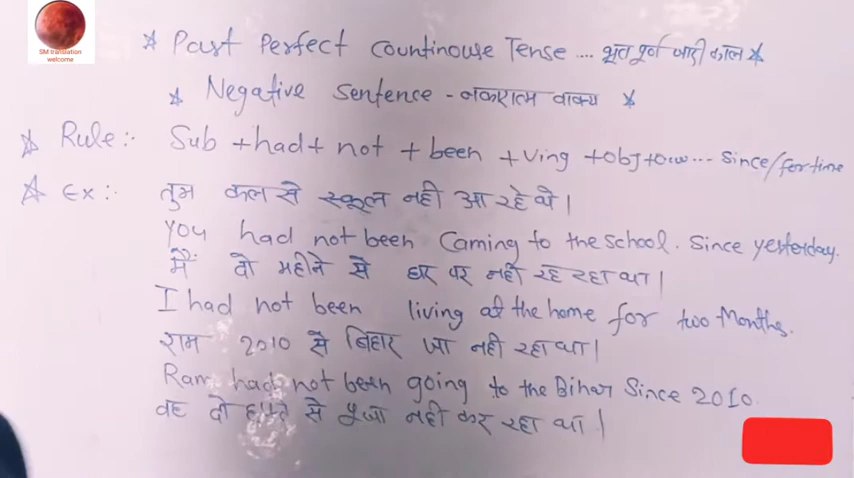 SM translation
welcome
★ Past Perfect Countinouse Tense ... भूत पूर्ण जारी काल ★
★ Negative Sentence - नकारात्म वाक्य ★
★ Rule:- Sub + had + not + been + Ving + obj + o.w... Since/for time
★ Ex:- तुम कल से स्कूल नही आ रहे थे।
You had not been Caming to the school. Since yesterday.
मैं दो महीने से घर पर नही रह रहा था।
I had not been living at the home for two Months.
राम 2010 से बिहार जा नही रहा था।
Ram had not been going to the Bihar Since 2010.
वह दो हफ्ते से पूजा नही कर रहा था।